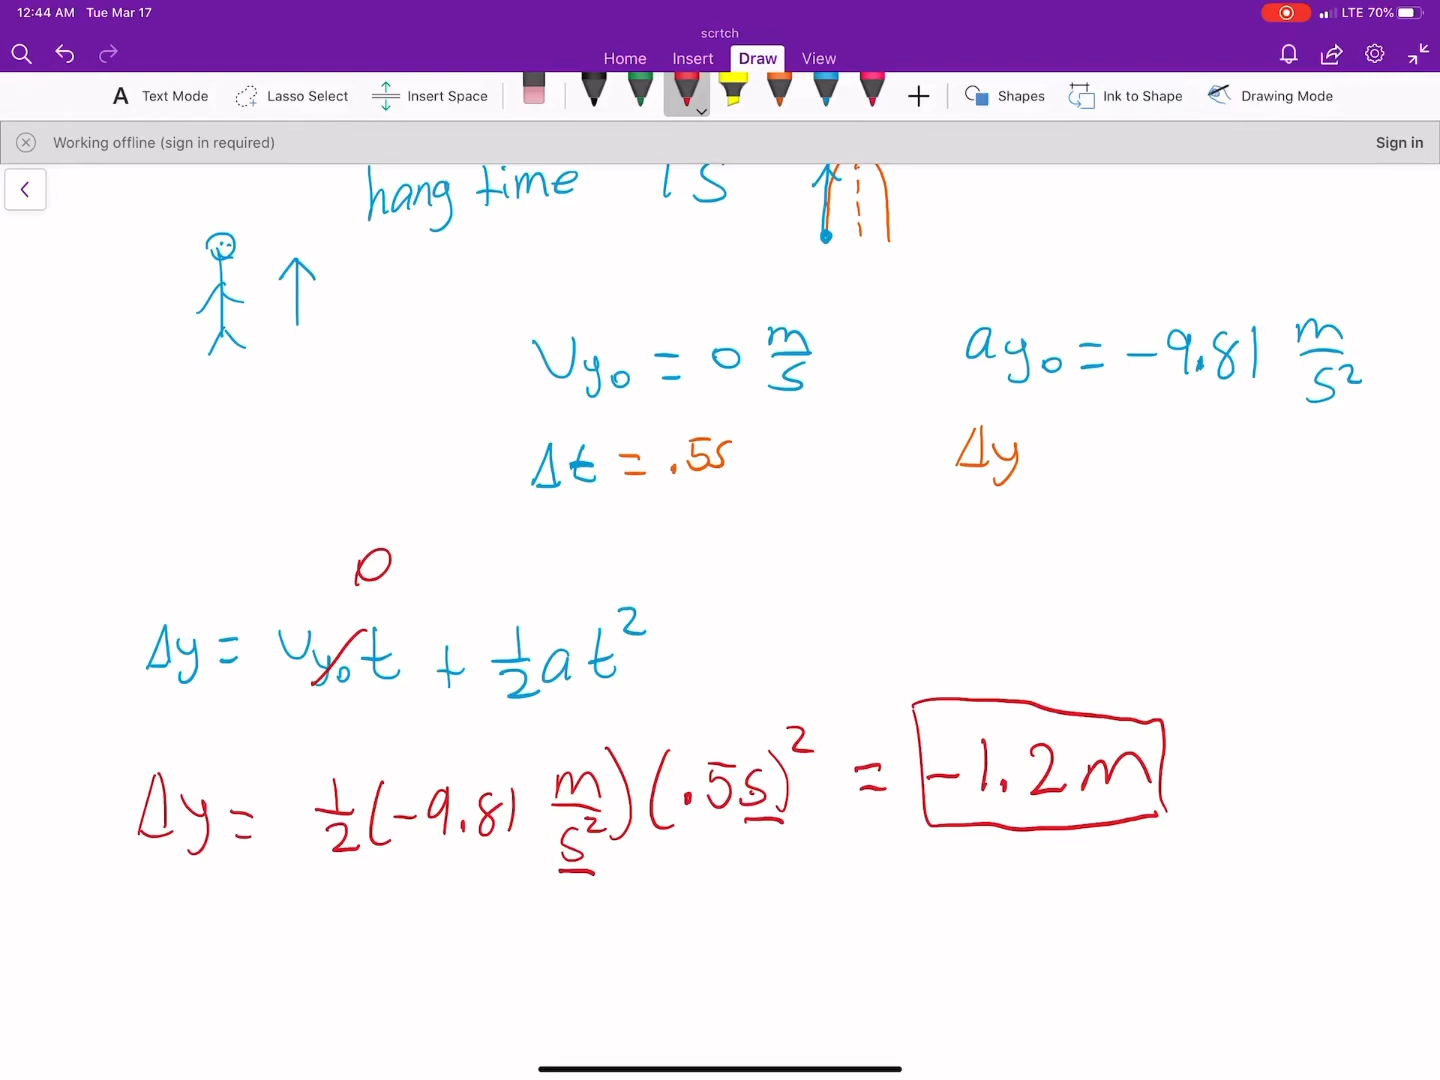 12:44 AM Tue Mar 17
LTE 70%
scrtch
Home Insert Draw View
A Text Mode Lasso Select Insert Space Shapes Ink to Shape Drawing Mode
Working offline (sign in required) Sign in
hang time 1 S
Vy₀ = 0 m/s
ay₀ = -9.81 m/s²
Δt = .5s
Δy
0
Δy = Vy₀t + 1/2 at²
Δy = 1/2 (-9.81 m/s²)(.5s)² = -1.2m